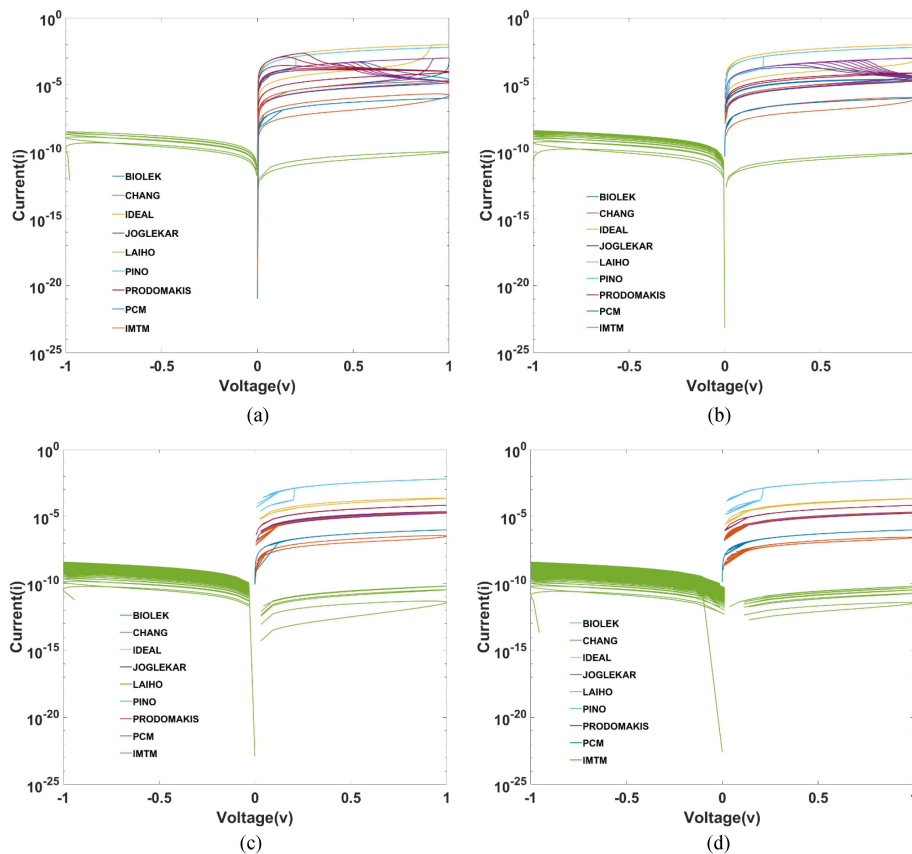 10^0
10^-5
10^-10
10^-15
10^-20
10^-25
Current(i)
BIOLEK
CHANG
IDEAL
JOGLEKAR
LAIHO
PINO
PRODOMAKIS
PCM
IMTM
-1 -0.5 0 0.5 1
Voltage(v)
(a)
10^0
10^-5
10^-10
10^-15
10^-20
10^-25
Current(i)
BIOLEK
CHANG
IDEAL
JOGLEKAR
LAIHO
PINO
PRODOMAKIS
PCM
IMTM
-1 -0.5 0 0.5 1
Voltage(v)
(b)
10^0
10^-5
10^-10
10^-15
10^-20
10^-25
Current(i)
BIOLEK
CHANG
IDEAL
JOGLEKAR
LAIHO
PINO
PRODOMAKIS
PCM
IMTM
-1 -0.5 0 0.5 1
Voltage(v)
(c)
10^0
10^-5
10^-10
10^-15
10^-20
10^-25
Current(i)
BIOLEK
CHANG
IDEAL
JOGLEKAR
LAIHO
PINO
PRODOMAKIS
PCM
IMTM
-1 -0.5 0 0.5 1
Voltage(v)
(d)